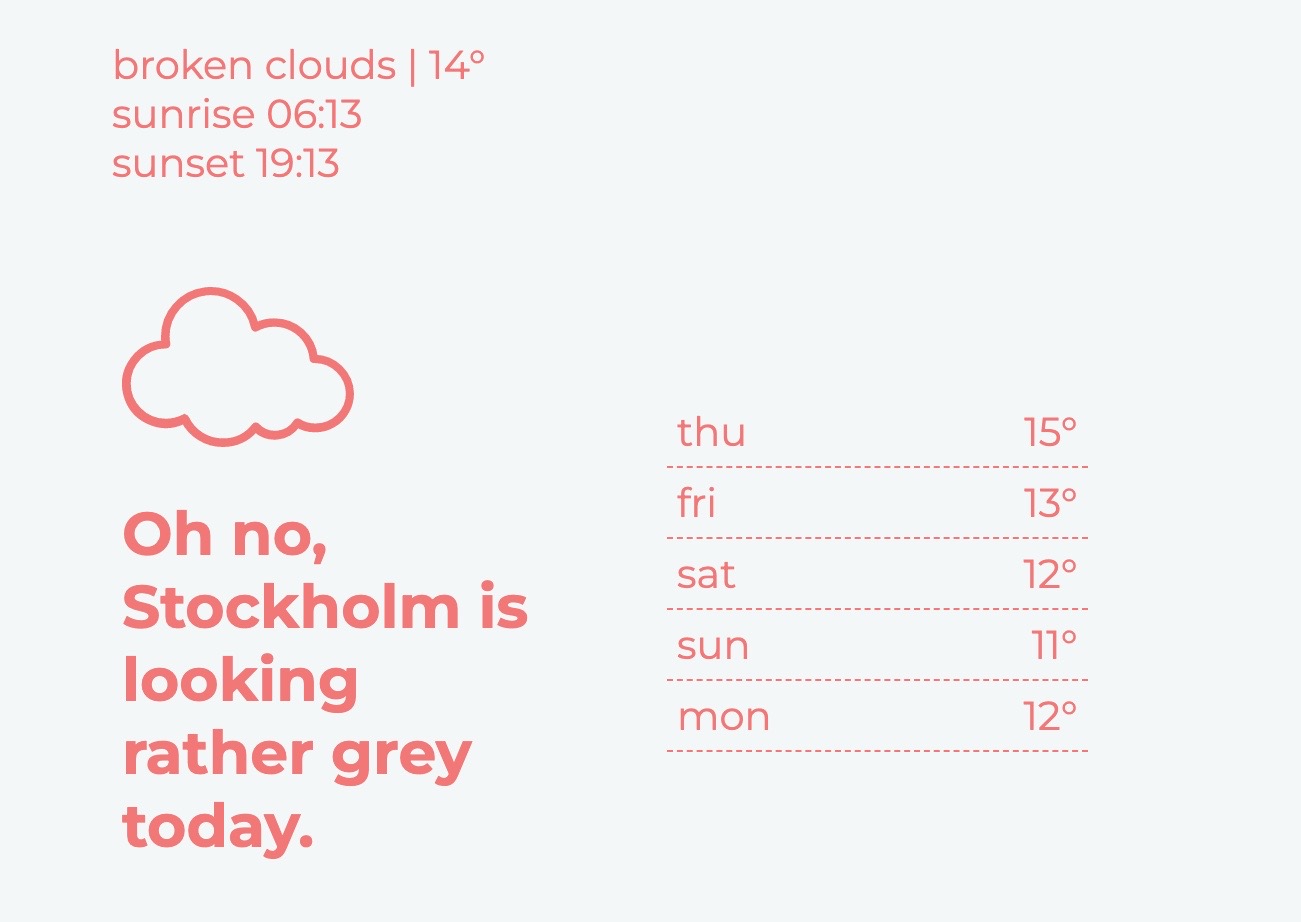 broken clouds | 14°
sunrise 06:13
sunset 19:13
Oh no,
Stockholm is
looking
rather grey
today.
thu 15°
fri 13°
sat 12°
sun 11°
mon 12°